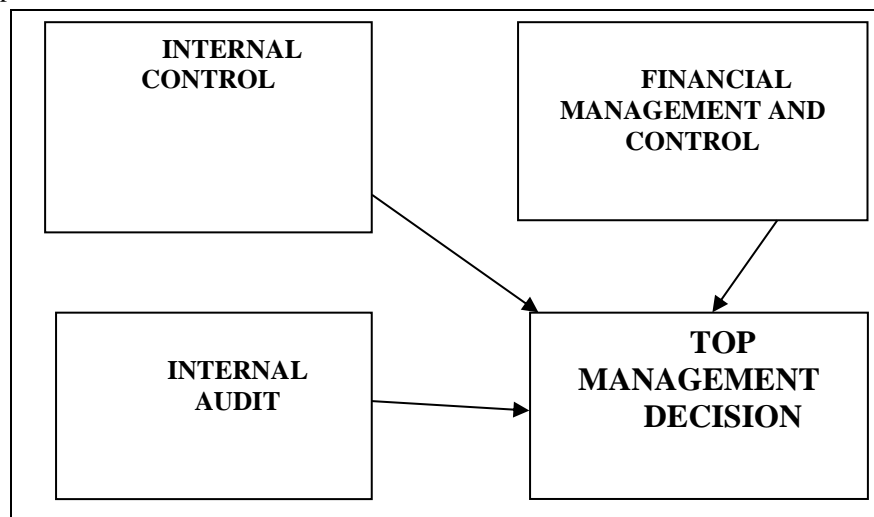 INTERNAL
CONTROL
FINANCIAL
MANAGEMENT AND
CONTROL
INTERNAL
AUDIT
TOP
MANAGEMENT
DECISION